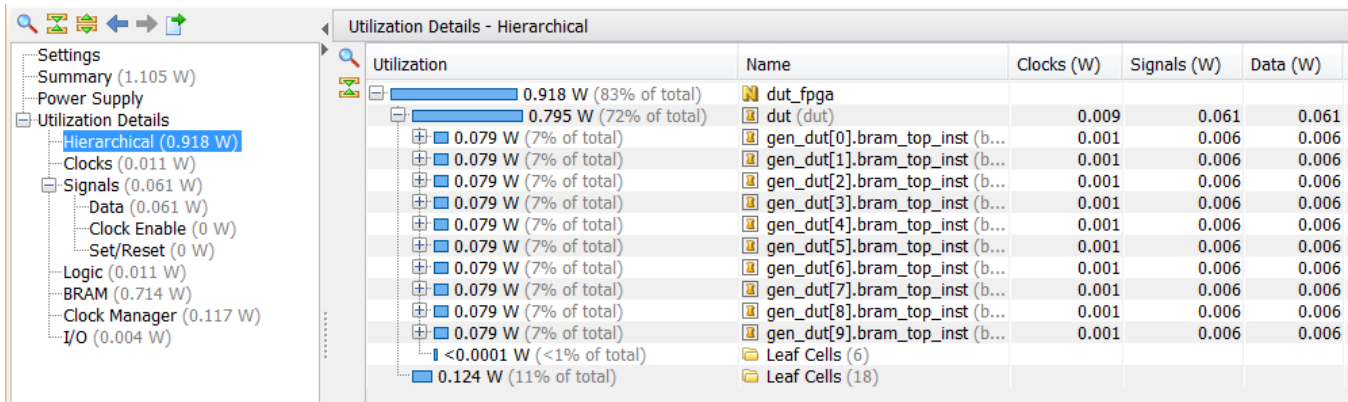 Settings
Summary (1.105 W)
Power Supply
Utilization Details
Hierarchical (0.918 W)
Clocks (0.011 W)
Signals (0.061 W)
Data (0.061 W)
Clock Enable (0 W)
Set/Reset (0 W)
Logic (0.011 W)
BRAM (0.714 W)
Clock Manager (0.117 W)
I/O (0.004 W)
Utilization Details - Hierarchical
Utilization Name Clocks (W) Signals (W) Data (W)
0.918 W (83% of total) dut_fpga
0.795 W (72% of total) dut (dut) 0.009 0.061 0.061
0.079 W (7% of total) gen_dut[0].bram_top_inst (b... 0.001 0.006 0.006
0.079 W (7% of total) gen_dut[1].bram_top_inst (b... 0.001 0.006 0.006
0.079 W (7% of total) gen_dut[2].bram_top_inst (b... 0.001 0.006 0.006
0.079 W (7% of total) gen_dut[3].bram_top_inst (b... 0.001 0.006 0.006
0.079 W (7% of total) gen_dut[4].bram_top_inst (b... 0.001 0.006 0.006
0.079 W (7% of total) gen_dut[5].bram_top_inst (b... 0.001 0.006 0.006
0.079 W (7% of total) gen_dut[6].bram_top_inst (b... 0.001 0.006 0.006
0.079 W (7% of total) gen_dut[7].bram_top_inst (b... 0.001 0.006 0.006
0.079 W (7% of total) gen_dut[8].bram_top_inst (b... 0.001 0.006 0.006
0.079 W (7% of total) gen_dut[9].bram_top_inst (b... 0.001 0.006 0.006
<0.0001 W (<1% of total) Leaf Cells (6)
0.124 W (11% of total) Leaf Cells (18)